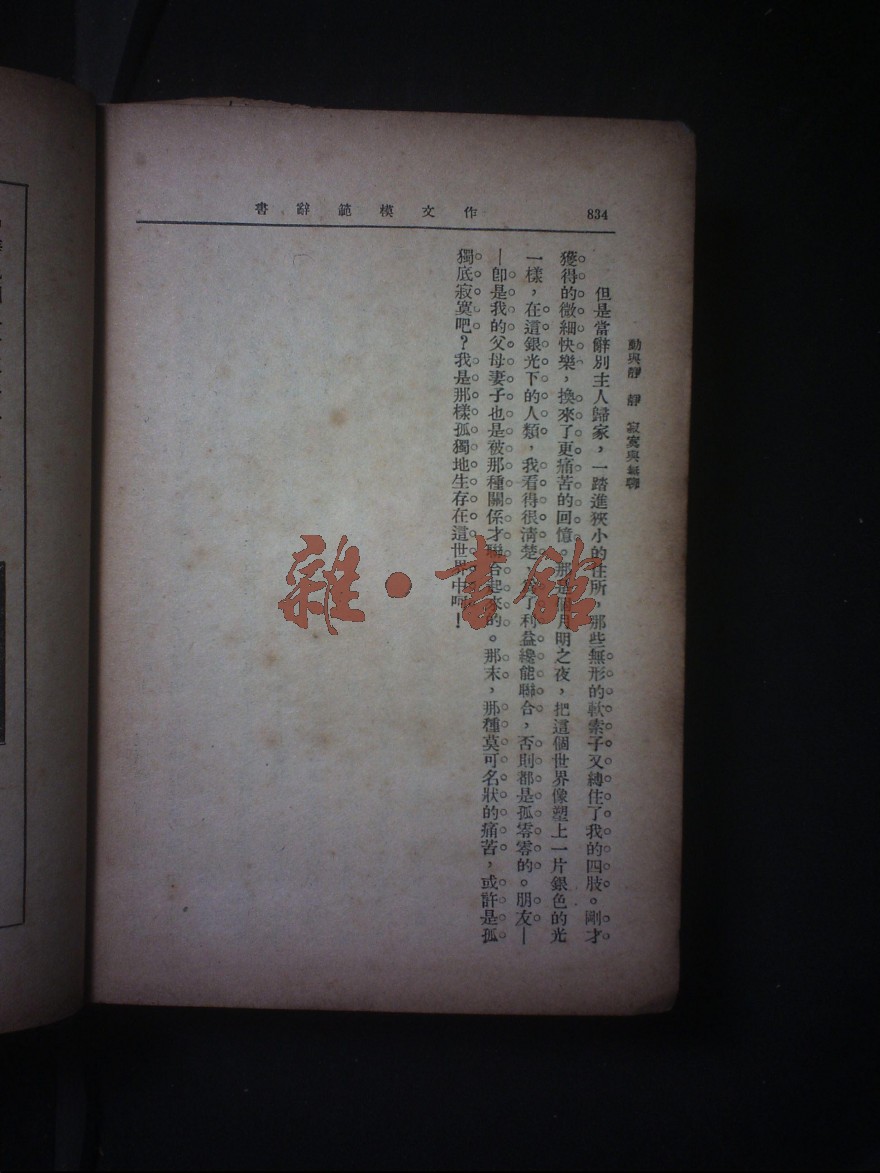 作文模範辭書
834
動與靜 靜 寂寞與無聊
但是當辭別主人歸家，一踏進狹小的住所，那些無形的軟索子又縛住了我的四肢。剛才
獲得的微細快樂，換來了更痛苦的回憶。那是個月明之夜，把這個世界像塑上一片銀色的光
一樣，在這銀光下的人類，我看得很清楚，爲了利益纔能聯合，否則都是孤零零的。朋友—
—卽是我的父母妻子也是被那種關係才聯合起來的。那末，那種莫可名狀的痛苦，或許是孤
獨底寂寞吧？我是那樣孤獨地生存在這世界中呵！
雜·書館